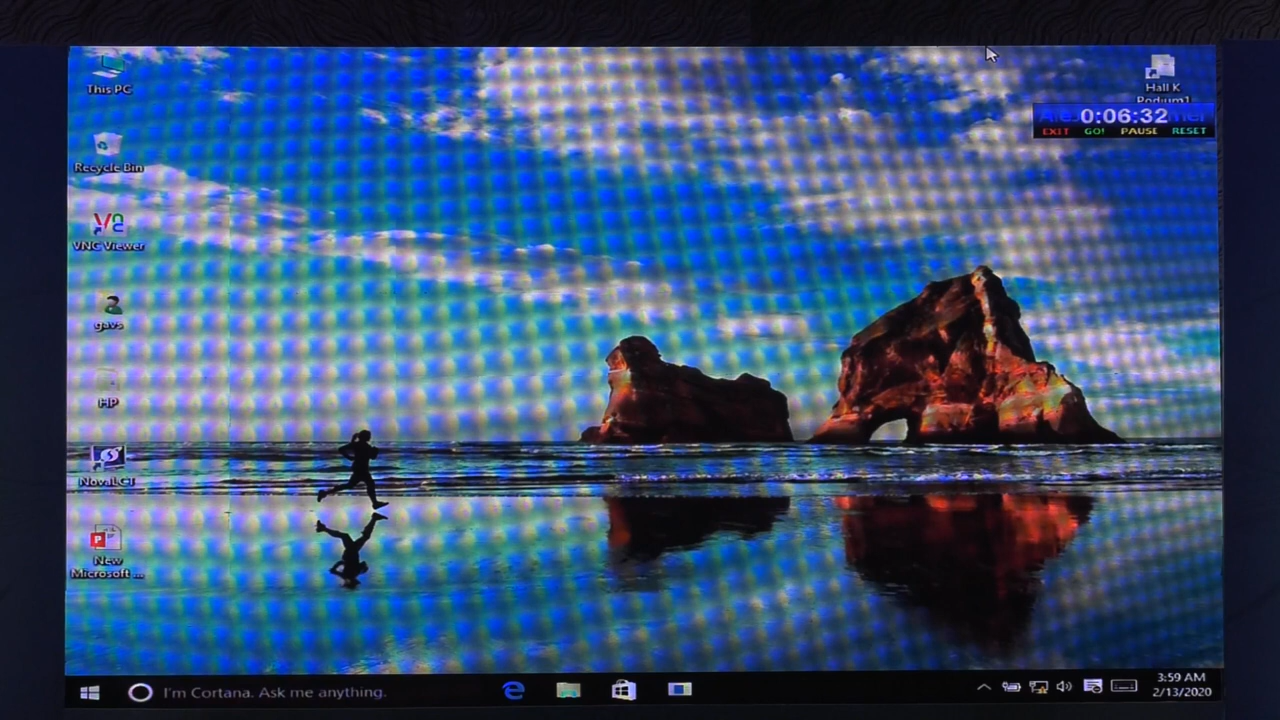 This PC
Hall K
Podium1
0:06:32
EXIT GO! PAUSE RESET
Recycle Bin
VNC Viewer
gavs
HP
NovaLCT
New
Microsoft ...
I'm Cortana. Ask me anything.
3:59 AM
2/13/2020